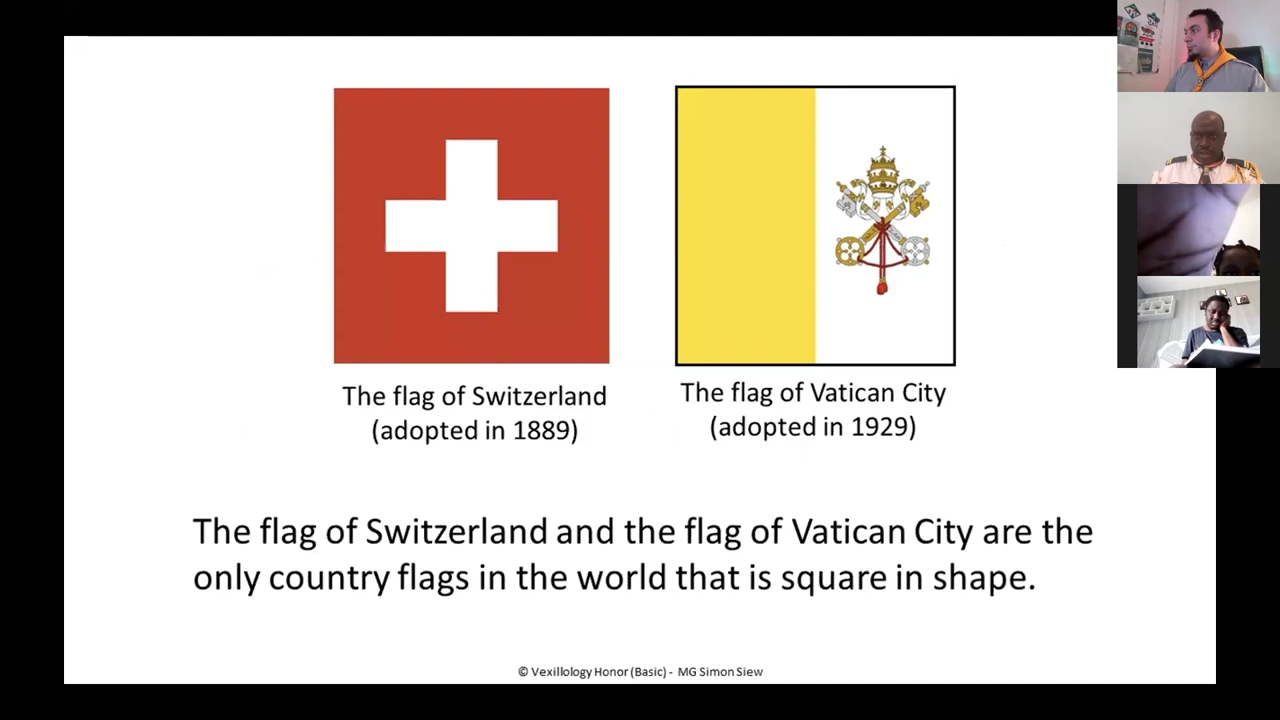 The flag of Switzerland
(adopted in 1889)
The flag of Vatican City
(adopted in 1929)
The flag of Switzerland and the flag of Vatican City are the
only country flags in the world that is square in shape.
© Vexillology Honor (Basic) - MG Simon Siew